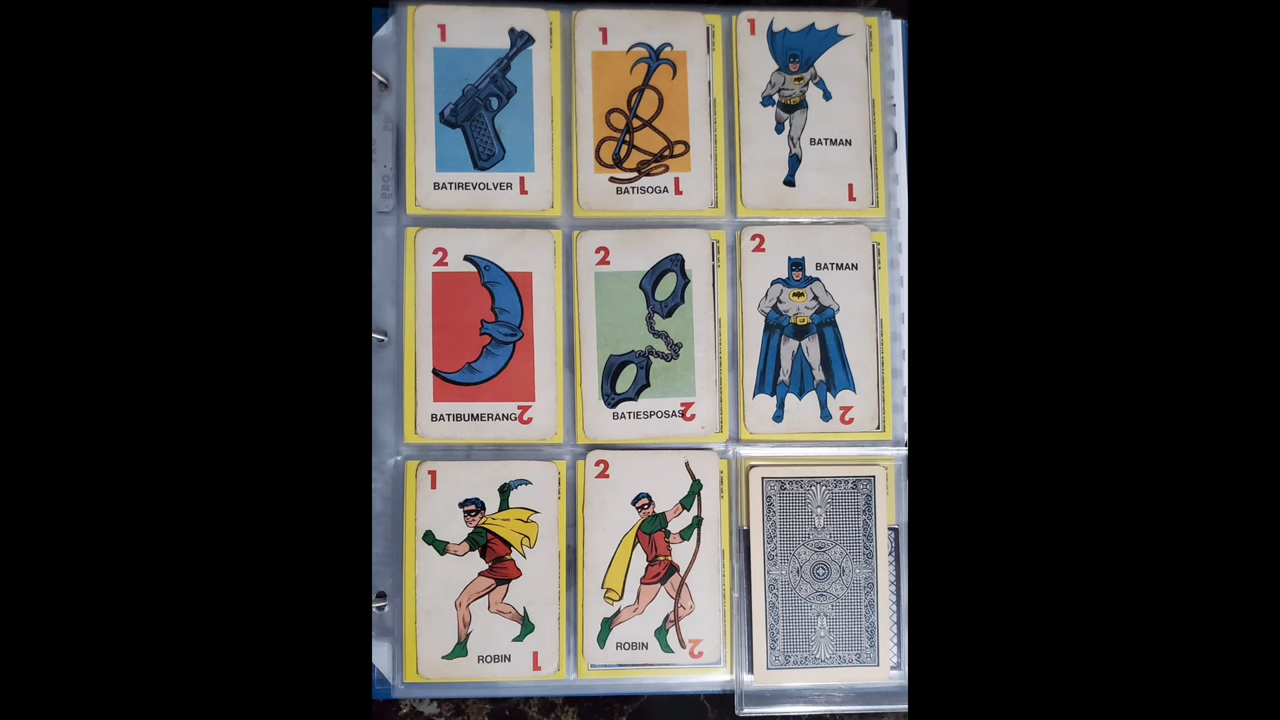 1
BATIREVOLVER 1
1
BATISOGA 1
1
BATMAN
1
2
BATIBUMERANG 2
2
BATIESPOSAS 2
2
BATMAN
2
1
ROBIN 1
2
ROBIN 2